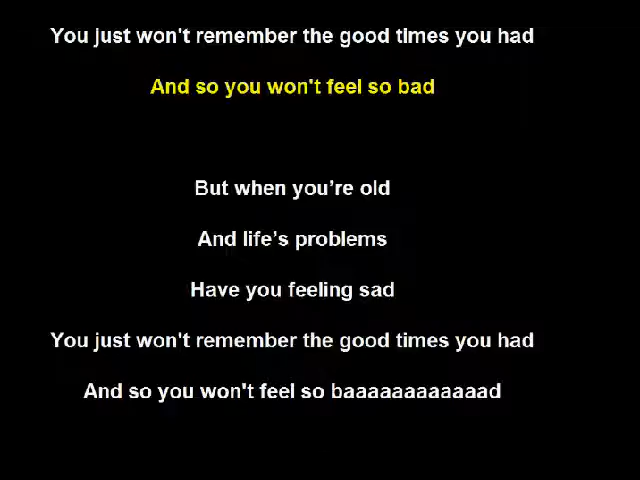 You just won't remember the good times you had
And so you won't feel so bad
But when you’re old
And life’s problems
Have you feeling sad
You just won't remember the good times you had
And so you won't feel so baaaaaaaaaaaad